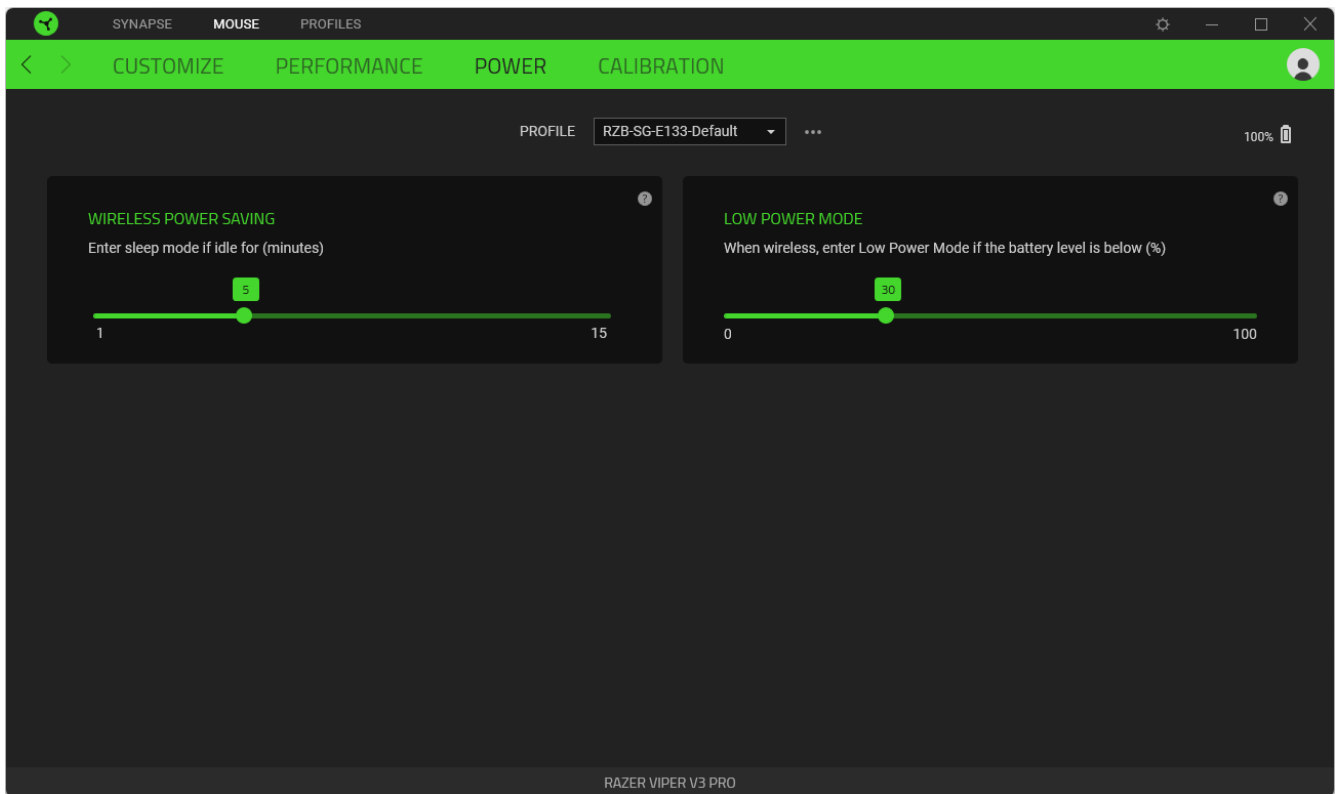 SYNAPSE MOUSE PROFILES
CUSTOMIZE PERFORMANCE POWER CALIBRATION
PROFILE RZB-SG-E133-Default
100%
WIRELESS POWER SAVING
Enter sleep mode if idle for (minutes)
5
1 15
LOW POWER MODE
When wireless, enter Low Power Mode if the battery level is below (%)
30
0 100
RAZER VIPER V3 PRO